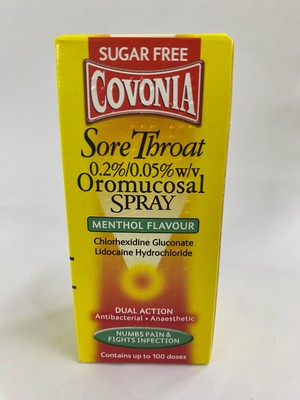 SUGAR FREE
COVONIA
Sore Throat
0.2%/0.05% w/v
Oromucosal
SPRAY
MENTHOL FLAVOUR
Chlorhexidine Gluconate
Lidocaine Hydrochloride
DUAL ACTION
Antibacterial • Anaesthetic
NUMBS PAIN &
FIGHTS INFECTION
Contains up to 100 doses